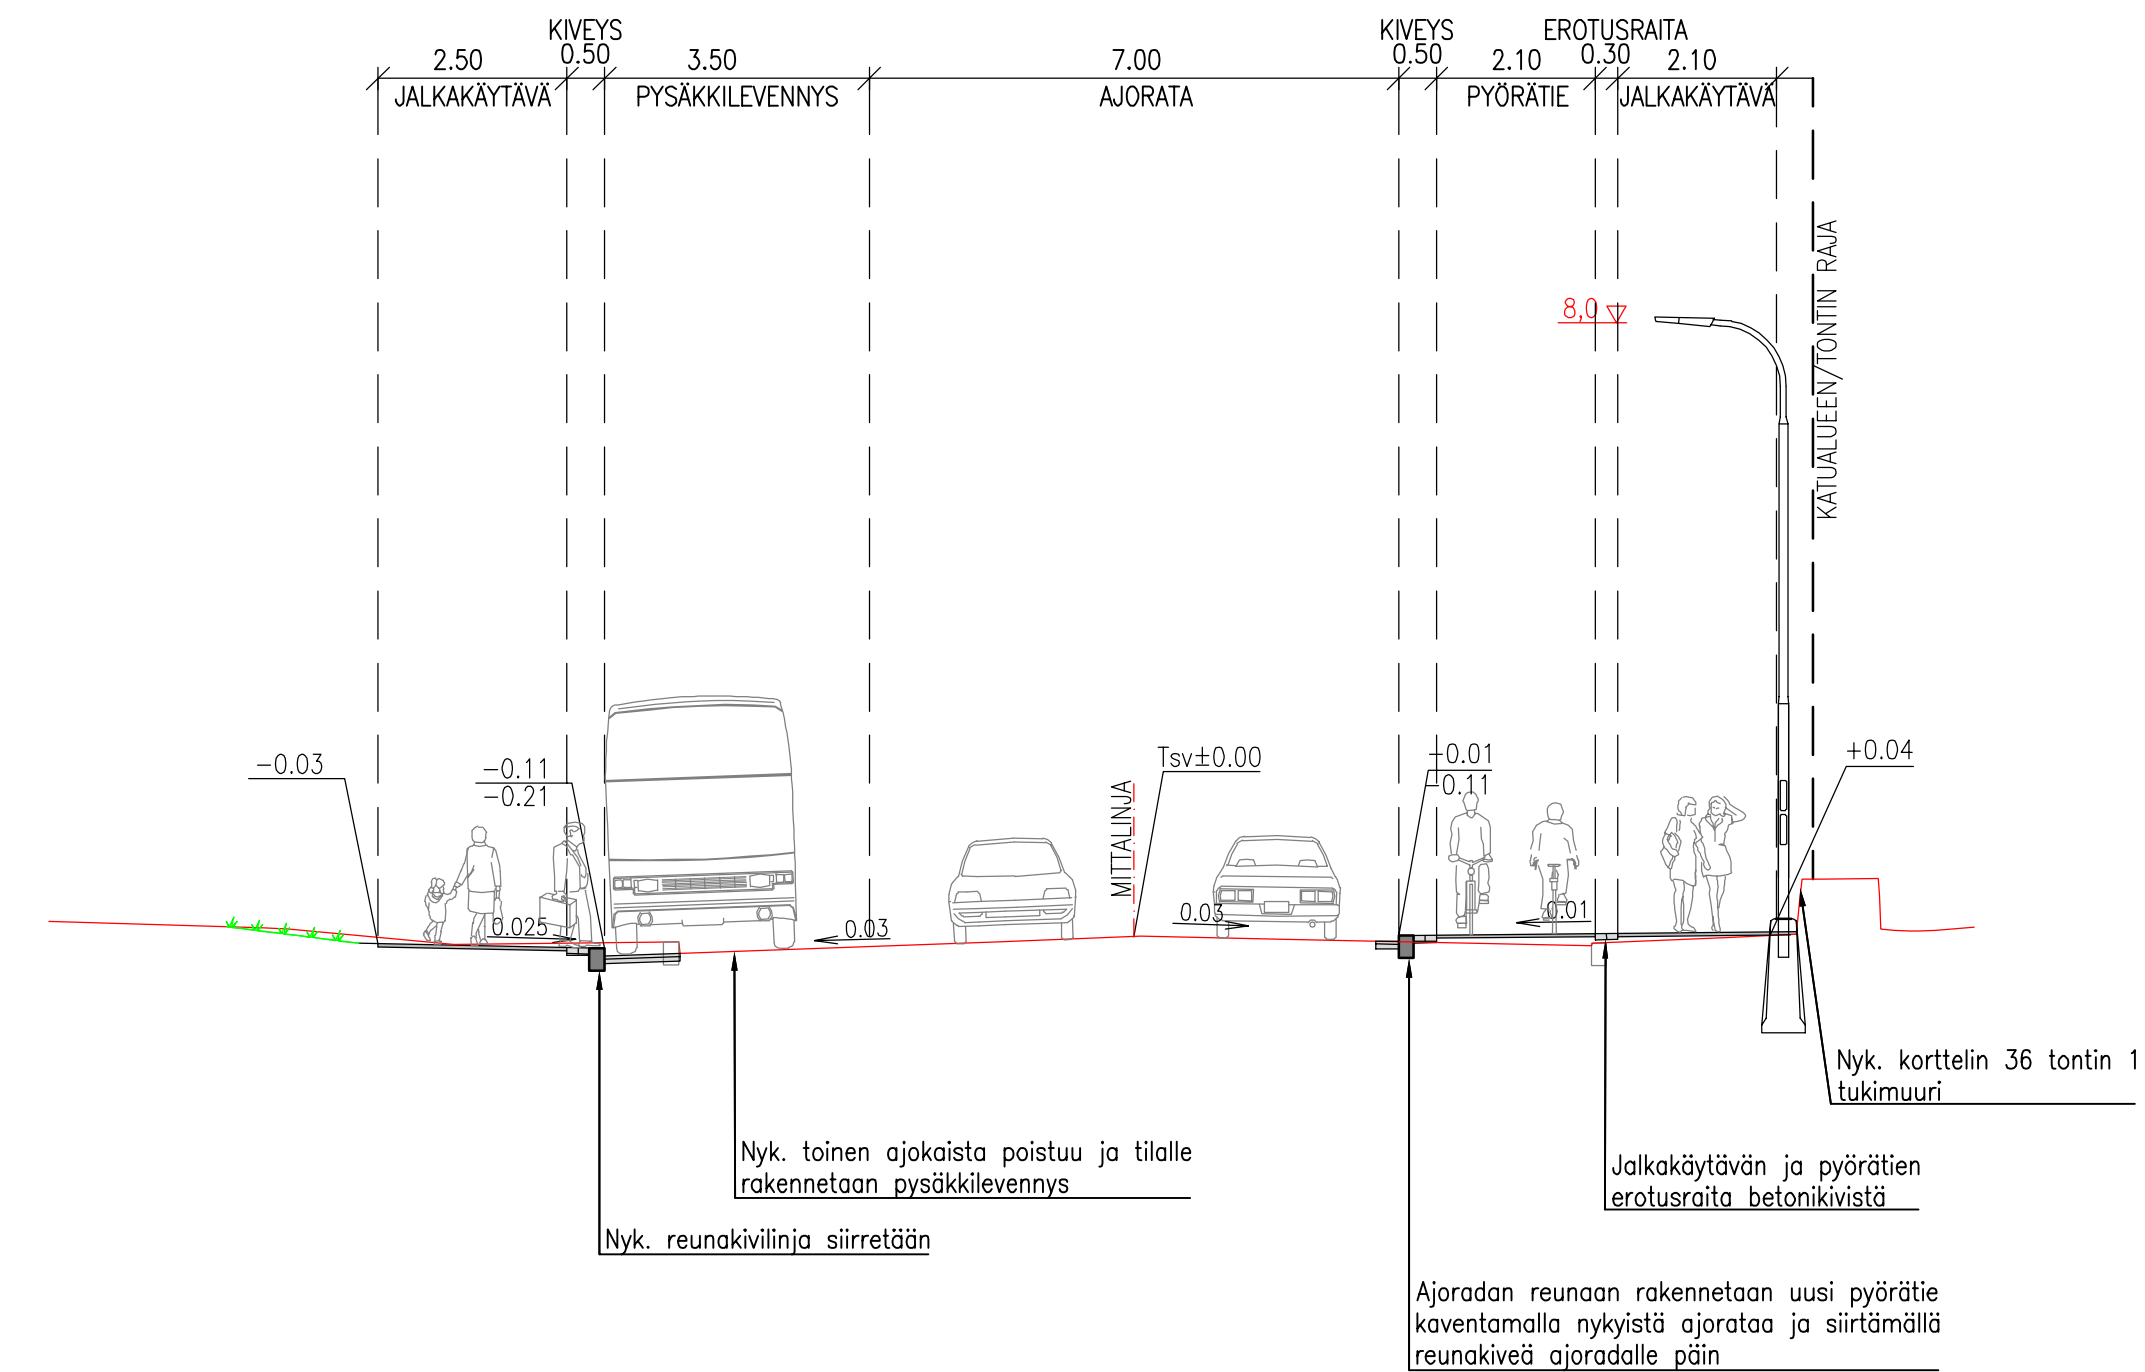 KIVEYS
KIVEYS
EROTUSRAITA
2.50
0.50
3.50
7.00
0.50
2.10
0.30
2.10
JALKAKÄYTÄVÄ
PYSÄKKILEVENNYS
AJORATA
PYÖRÄTIE
JALKAKÄYTÄVÄ
KATUALUEEN/TONTIN RAJA
8,0
-0.03
-0.11
-0.21
Tsv±0.00
MITTALINJA
-0.01
-0.11
+0.04
0.025
0.03
0.03
0.01
Nyk. korttelin 36 tontin 1
tukimuuri
Nyk. toinen ajokaista poistuu ja tilalle
rakennetaan pysäkkilevennys
Jalkakäytävän ja pyörätien
erotusraita betonikivistä
Nyk. reunakivilinja siirretään
Ajoradan reunaan rakennetaan uusi pyörätie
kaventamalla nykyistä ajorataa ja siirtämällä
reunakiveä ajoradalle päin